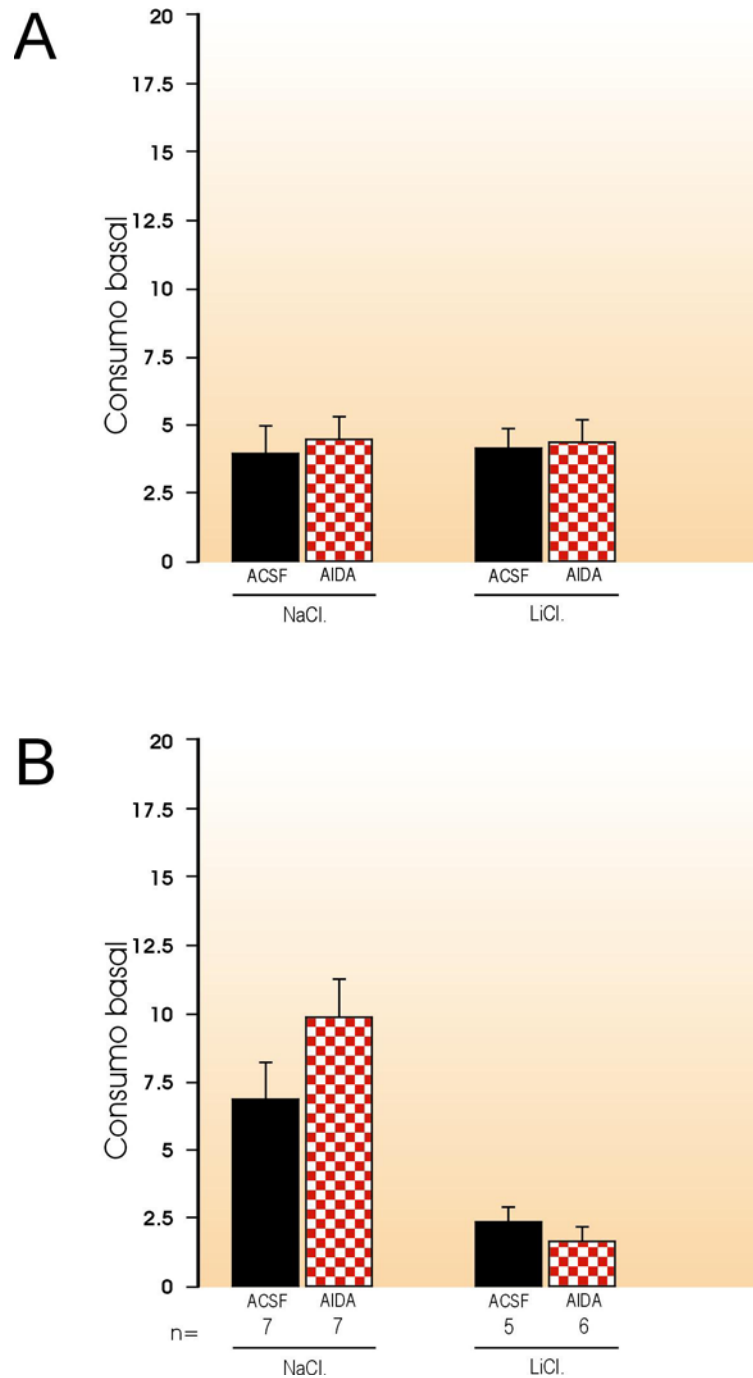 A
20
17.5
15
12.5
10
7.5
5
2.5
0
Consumo basal
ACSF AIDA ACSF AIDA
NaCl. LiCl.
B
20
17.5
15
12.5
10
7.5
5
2.5
0
Consumo basal
ACSF AIDA ACSF AIDA
n= 7 7 5 6
NaCl. LiCl.